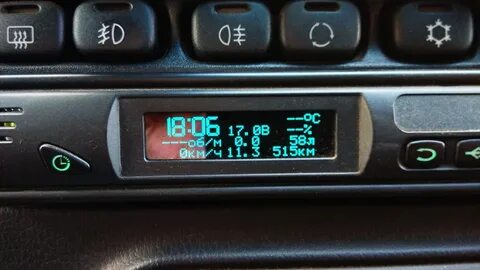 18:06 17.0В --°C
--%
---об/м 0.0 58л
0км/ч 11.3 515км